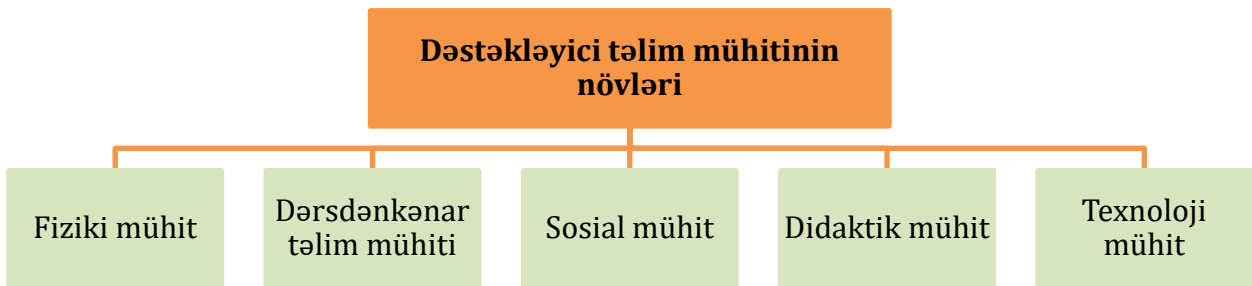 Dəstəkləyici təlim mühitinin
növləri
Fiziki mühit
Dərsdənkənar
təlim mühiti
Sosial mühit
Didaktik mühit
Texnoloji
mühit